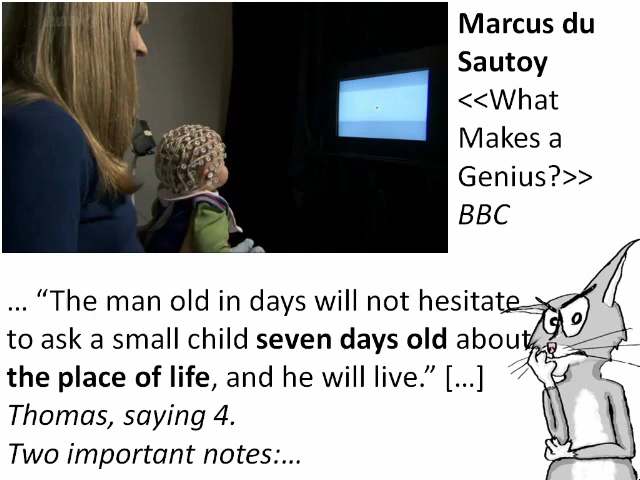 Marcus du
Sautoy
<<What
Makes a
Genius?>>
BBC
… “The man old in days will not hesitate
to ask a small child seven days old about
the place of life, and he will live.” […]
Thomas, saying 4.
Two important notes:…